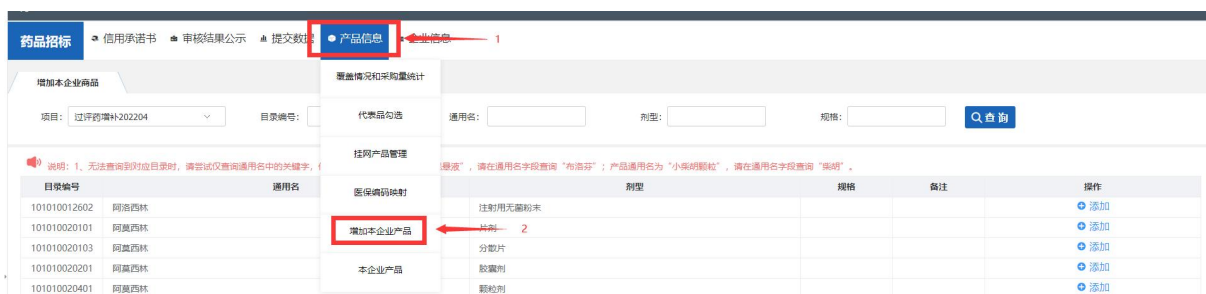 药品招标 信用承诺书 审核结果公示 提交数据 产品信息 企业信息 1
增加本企业商品 覆盖情况和采购量统计
项目： 过评药增补202204 目录编号： 代表品勾选 通用名： 剂型： 规格： 查 询
挂网产品管理
说明：1、无法查询到对应目录时，请尝试仅查询通用名中的关键字， 悬液”，请在通用名字段查询“布洛芬”；产品通用名为“小柴胡颗粒”，请在通用名字段查询“柴胡”。
目录编号 通用名 医保编码映射 剂型 规格 备注 操作
101010012602 阿洛西林 注射用无菌粉末 添加
101010020101 阿莫西林 增加本企业产品 片剂 2 添加
101010020103 阿莫西林 分散片 添加
101010020201 阿莫西林 本企业产品 胶囊剂 添加
101010020401 阿莫西林 颗粒剂 添加